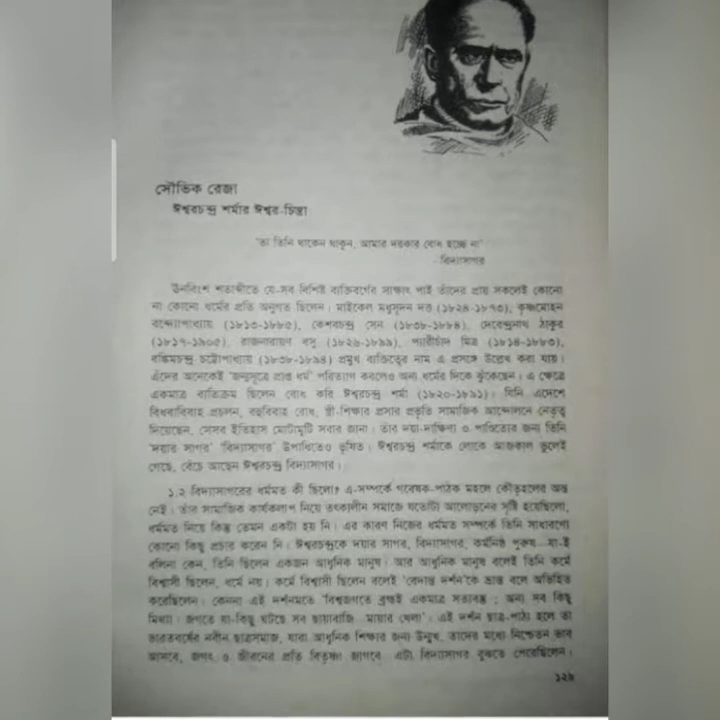 সৌভিক রেজা
ঈশ্বরচন্দ্র শর্মার ঈশ্বর-চিন্তা
"তা তিনি থাকেন থাকুন, আমার দরকার বোধ হচ্ছে না"
- বিদ্যাসাগর
ঊনবিংশ শতাব্দীতে যে-সব বিশিষ্ট ব্যক্তিবর্গের সাক্ষাৎ পাই তাঁদের প্রায় সকলেই কোনো
না কোনো ধর্মের প্রতি অনুগত ছিলেন। মাইকেল মধুসূদন দত্ত (১৮২৪-১৮৭৩), কৃষ্ণমোহন
বন্দ্যোপাধ্যায় (১৮১৩-১৮৮৫), কেশবচন্দ্র সেন (১৮৩৮-১৮৮৪), দেবেন্দ্রনাথ ঠাকুর
(১৮১৭-১৯০৫), রাজনারায়ণ বসু (১৮২৬-১৮৯৯), প্যারীচাঁদ মিত্র (১৮১৪-১৮৮৩),
বঙ্কিমচন্দ্র চট্টোপাধ্যায় (১৮৩৮-১৮৯৪) প্রমুখ ব্যক্তিত্বের নাম এ প্রসঙ্গে উল্লেখ করা যায়।
এঁদের অনেকেই 'জন্মসূত্রে প্রাপ্ত ধর্ম' পরিত্যাগ করলেও অন্য ধর্মের দিকে ঝুঁকেছেন। এ ক্ষেত্রে
একমাত্র ব্যতিক্রম ছিলেন বোধ করি ঈশ্বরচন্দ্র শর্মা (১৮২০-১৮৯১)। যিনি এদেশে
বিধবাবিবাহ প্রচলন, বহুবিবাহ রোধ, স্ত্রী-শিক্ষার প্রসার প্রভৃতি সামাজিক আন্দোলনে নেতৃত্ব
দিয়েছেন, সেসব ইতিহাস মোটামুটি সবার জানা। তাঁর দয়া-দাক্ষিণ্য ও পাণ্ডিত্যের জন্য তিনি
'দয়ার সাগর' 'বিদ্যাসাগর' উপাধিতেও ভূষিত। ঈশ্বরচন্দ্র শর্মাকে লোকে আজকাল ভুলেই
গেছে, বেঁচে আছেন ঈশ্বরচন্দ্র বিদ্যাসাগর।
১.২ বিদ্যাসাগরের ধর্মমত কী ছিলো? এ-সম্পর্কে গবেষক-পাঠক মহলে কৌতূহলের অন্ত
নেই। তাঁর সামাজিক কার্যকলাপ নিয়ে তৎকালীন সমাজে যতোটা আলোড়নের সৃষ্টি হয়েছিলো,
ধর্মমত নিয়ে কিন্তু তেমন একটা হয় নি। এর কারণ নিজের ধর্মমত সম্পর্কে তিনি সাধারণ্যে
কোনো কিছু প্রচার করেন নি। ঈশ্বরচন্দ্রকে দয়ার সাগর, বিদ্যাসাগর, কর্মনিষ্ঠ পুরুষ—যা-ই
বলিনা কেন, তিনি ছিলেন একজন আধুনিক মানুষ। আর আধুনিক মানুষ বলেই তিনি কর্মে
বিশ্বাসী ছিলেন, ধর্মে নয়। কর্মে বিশ্বাসী ছিলেন বলেই 'বেদান্ত দর্শন'কে ভ্রান্ত বলে অভিহিত
করেছিলেন। কেননা এই দর্শনমতে 'বিশ্বজগতে ব্রহ্মই একমাত্র সত্যবস্তু ; অন্য সব কিছু
মিথ্যা। জগতে যা-কিছু ঘটছে সব ছায়াবাজি—মায়ার খেলা'। এই দর্শন ছাত্র-পাঠ্য হলে তা
ভারতবর্ষের নবীন ছাত্রসমাজ, যারা আধুনিক শিক্ষার জন্য উন্মুখ, তাদের মধ্যে নিশ্চেতন ভাব
আসবে, জগৎ ও জীবনের প্রতি বিতৃষ্ণা জাগবে—এটা বিদ্যাসাগর বুঝতে পেরেছিলেন।
১২৯